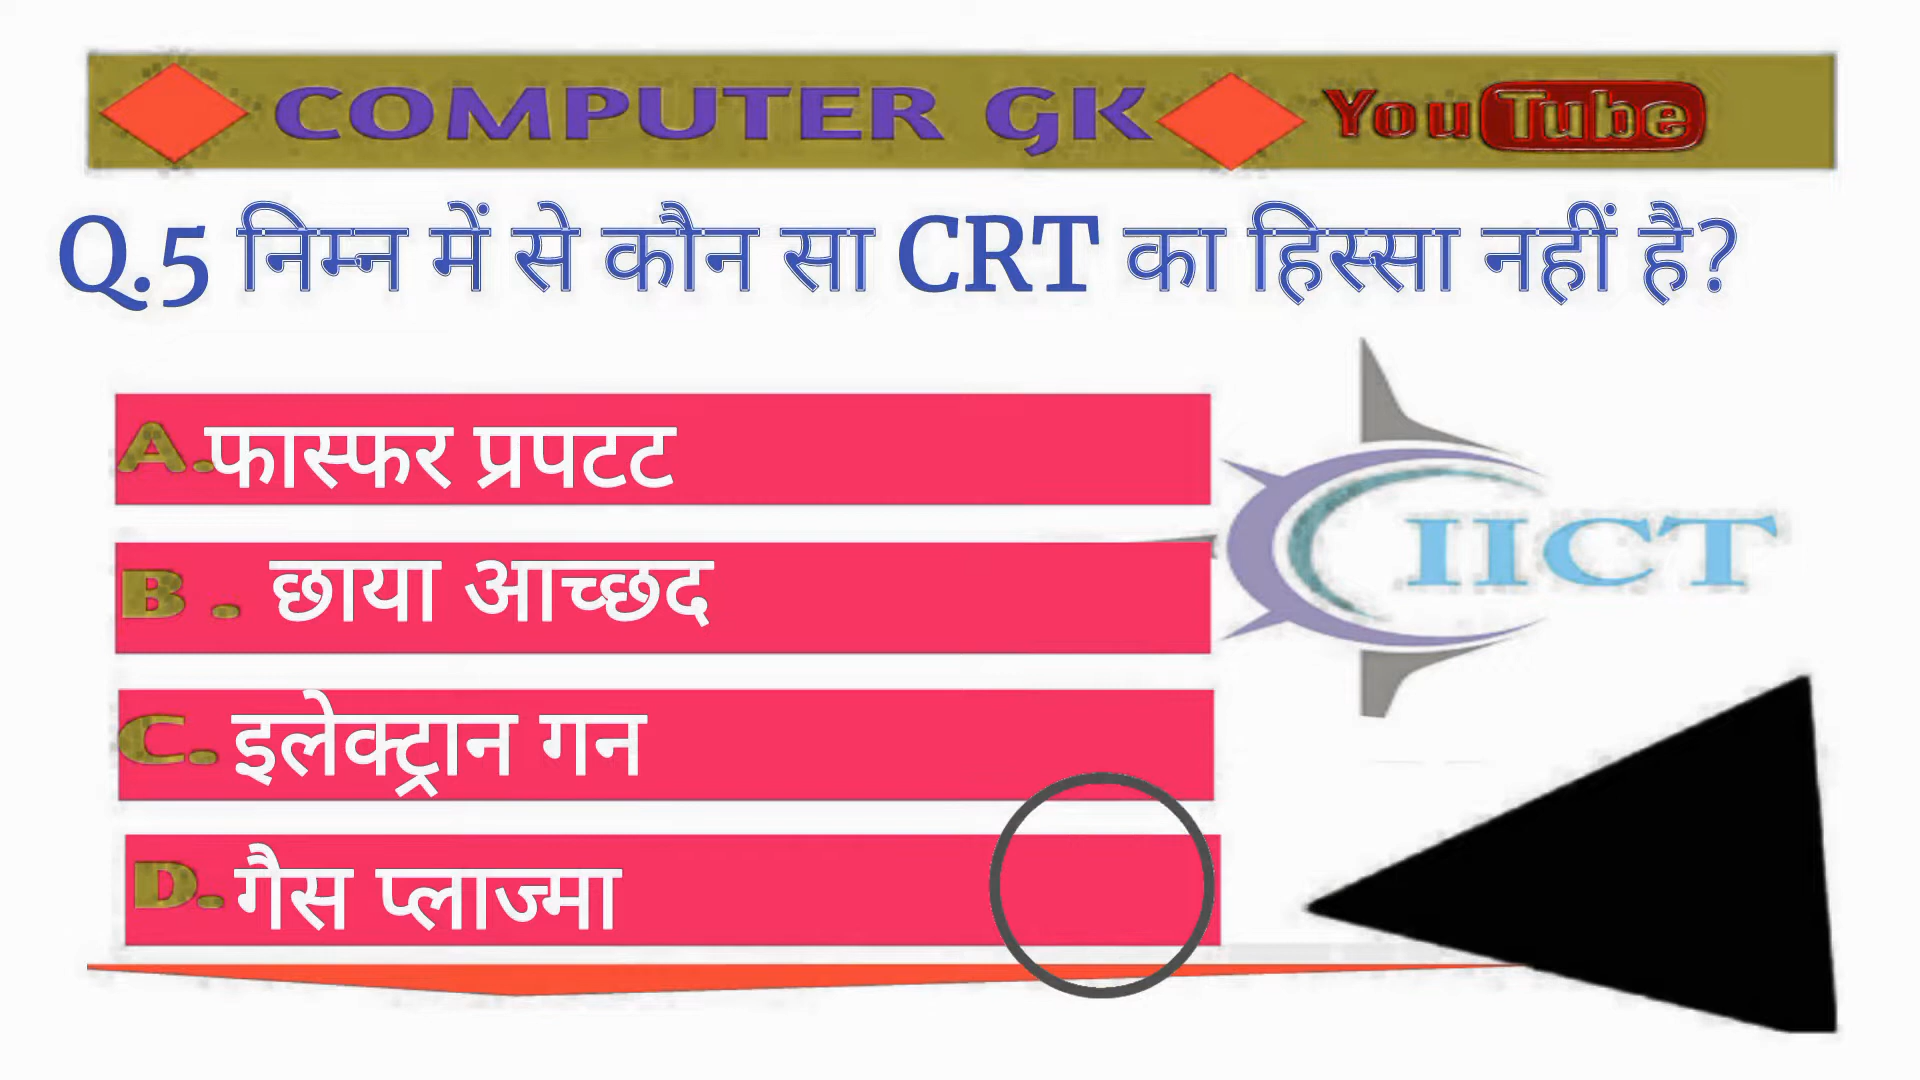 COMPUTER GK YouTube
Q.5 निम्न में से कौन सा CRT का हिस्सा नहीं है?
A.फास्फर प्रपटट
B. छाया आच्छद
IICT
C. इलेक्ट्रान गन
D. गैस प्लाज्मा